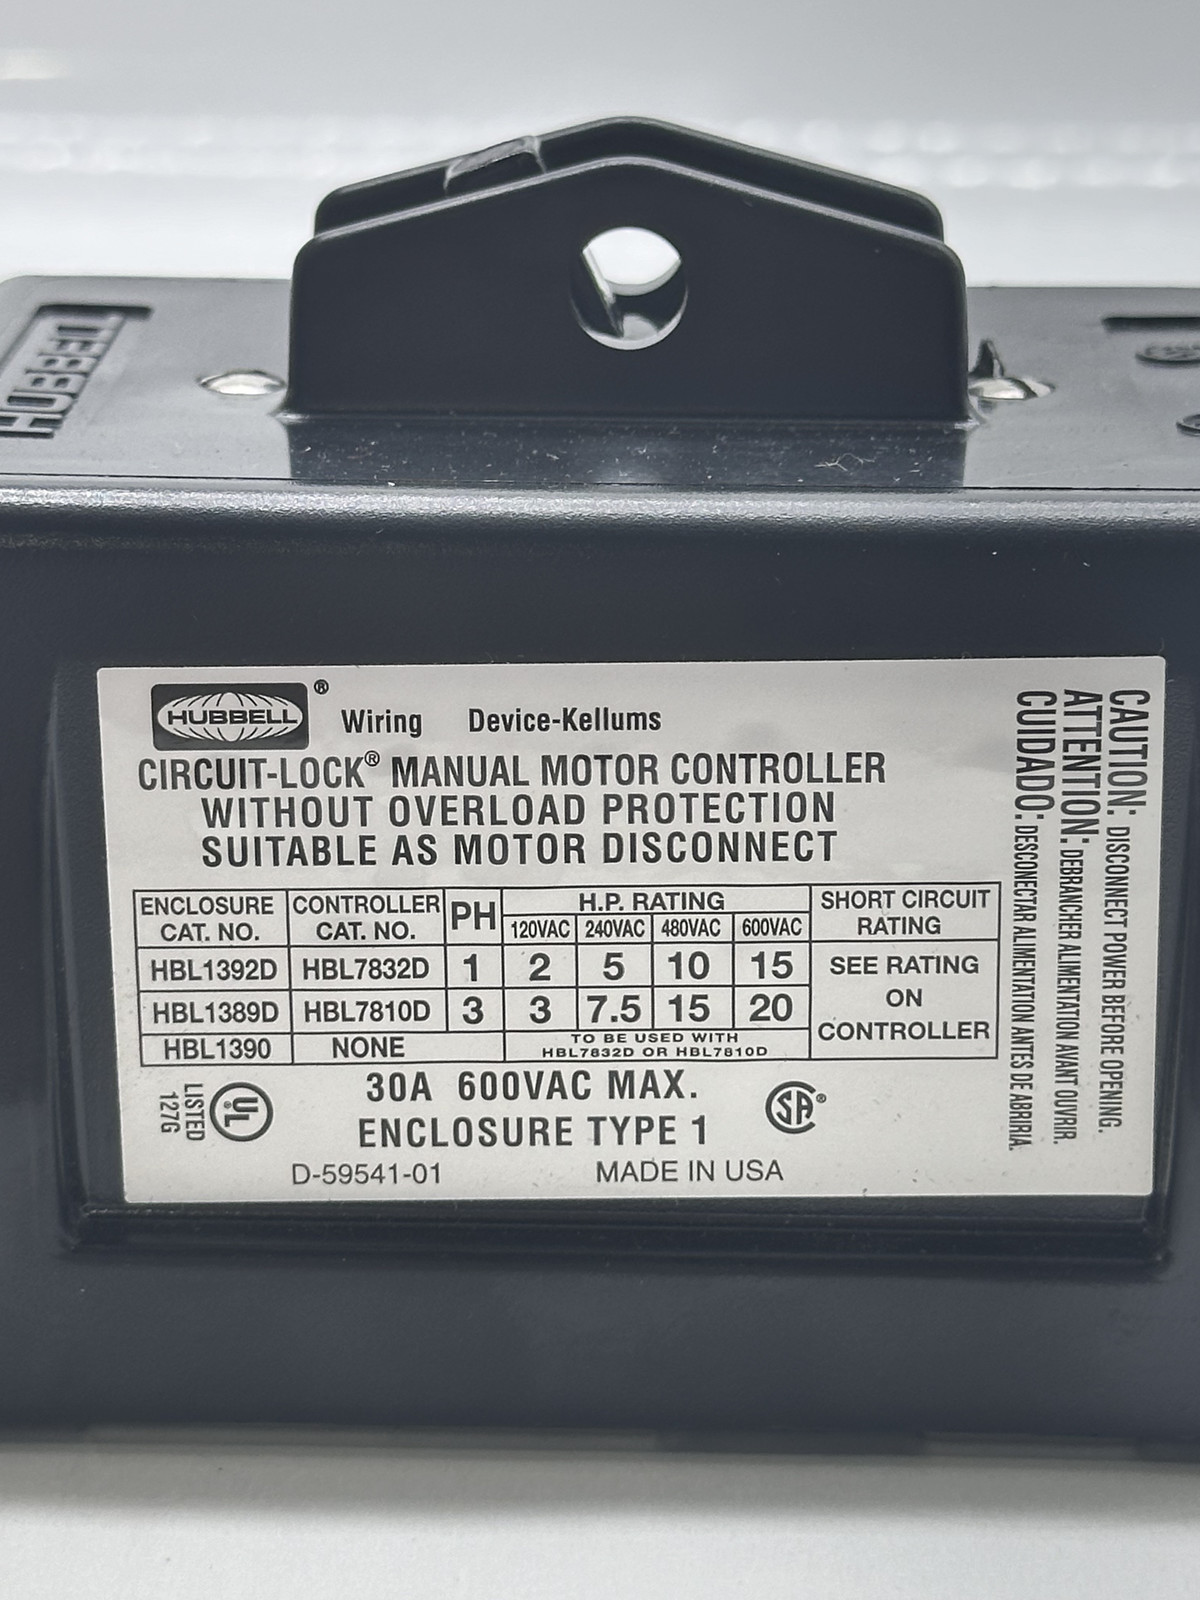 HUBBELL
HUBBELL® Wiring Device-Kellums
CIRCUIT-LOCK® MANUAL MOTOR CONTROLLER
WITHOUT OVERLOAD PROTECTION
SUITABLE AS MOTOR DISCONNECT
ENCLOSURE CAT. NO. CONTROLLER CAT. NO. PH H.P. RATING SHORT CIRCUIT RATING
120VAC 240VAC 480VAC 600VAC
HBL1392D HBL7832D 1 2 5 10 15 SEE RATING
ON
HBL1389D HBL7810D 3 3 7.5 15 20 CONTROLLER
HBL1390 NONE TO BE USED WITH
HBL7832D OR HBL7810D
30A 600VAC MAX.
ENCLOSURE TYPE 1
UL ®
LISTED
127G
SA®
D-59541-01 MADE IN USA
CAUTION: DISCONNECT POWER BEFORE OPENING.
ATTENTION: DEBRANCHER ALIMENTATION AVANT OUVRIR.
CUIDADO: DESCONECTAR ALIMENTATION ANTES DE ABRIRIA.